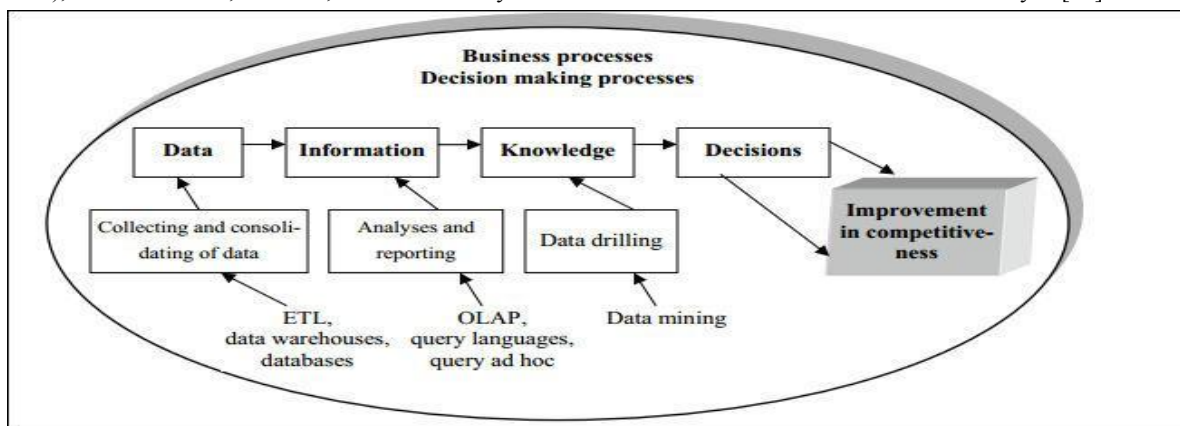 Business processes
Decision making processes
Data
Information
Knowledge
Decisions
Collecting and consoli-
dating of data
Analyses and
reporting
Data drilling
Improvement
in competitive-
ness
ETL,
data warehouses,
databases
OLAP,
query languages,
query ad hoc
Data mining